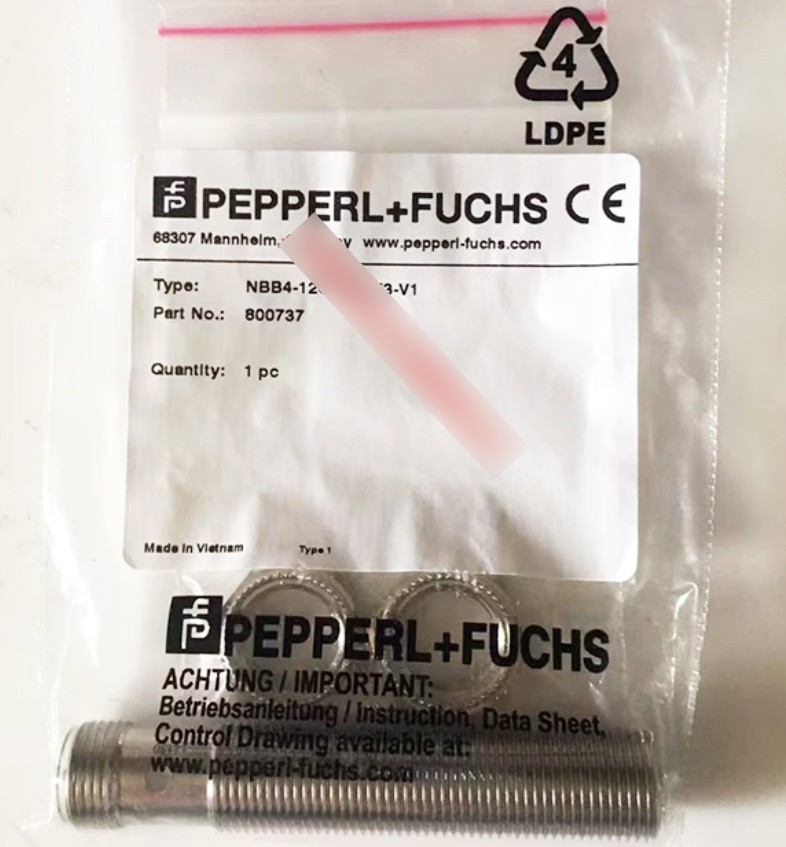 4
LDPE
PEPPERL+FUCHS CE
68307 Mannheim, www.pepperl-fuchs.com
Type: NBB4-12 3-V1
Part No.: 800737
Quantity: 1 pc
Made in Vietnam Type 1
PEPPERL+FUCHS
ACHTUNG / IMPORTANT:
Betriebsanleitung / Instruction, Data Sheet,
Control Drawing available at:
www.pepperl-fuchs.com